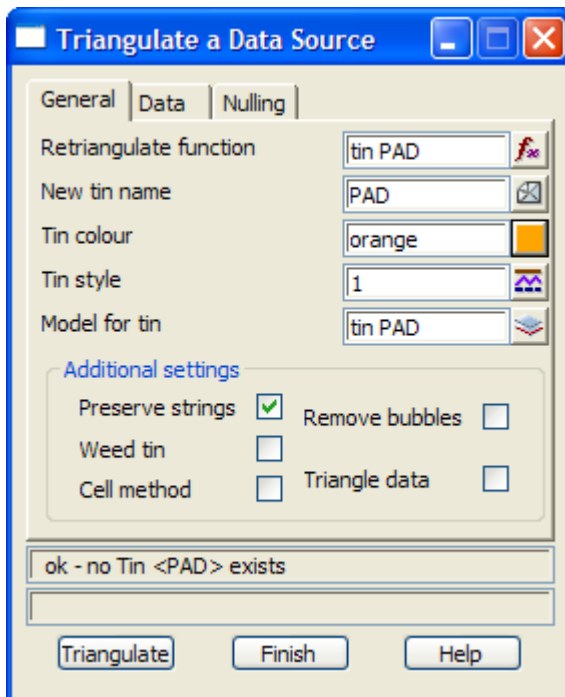 Triangulate a Data Source
General Data Nulling
Retriangulate function tin PAD
New tin name PAD
Tin colour orange
Tin style 1
Model for tin tin PAD
Additional settings
Preserve strings Remove bubbles
Weed tin
Cell method Triangle data
ok - no Tin <PAD> exists
Triangulate Finish Help